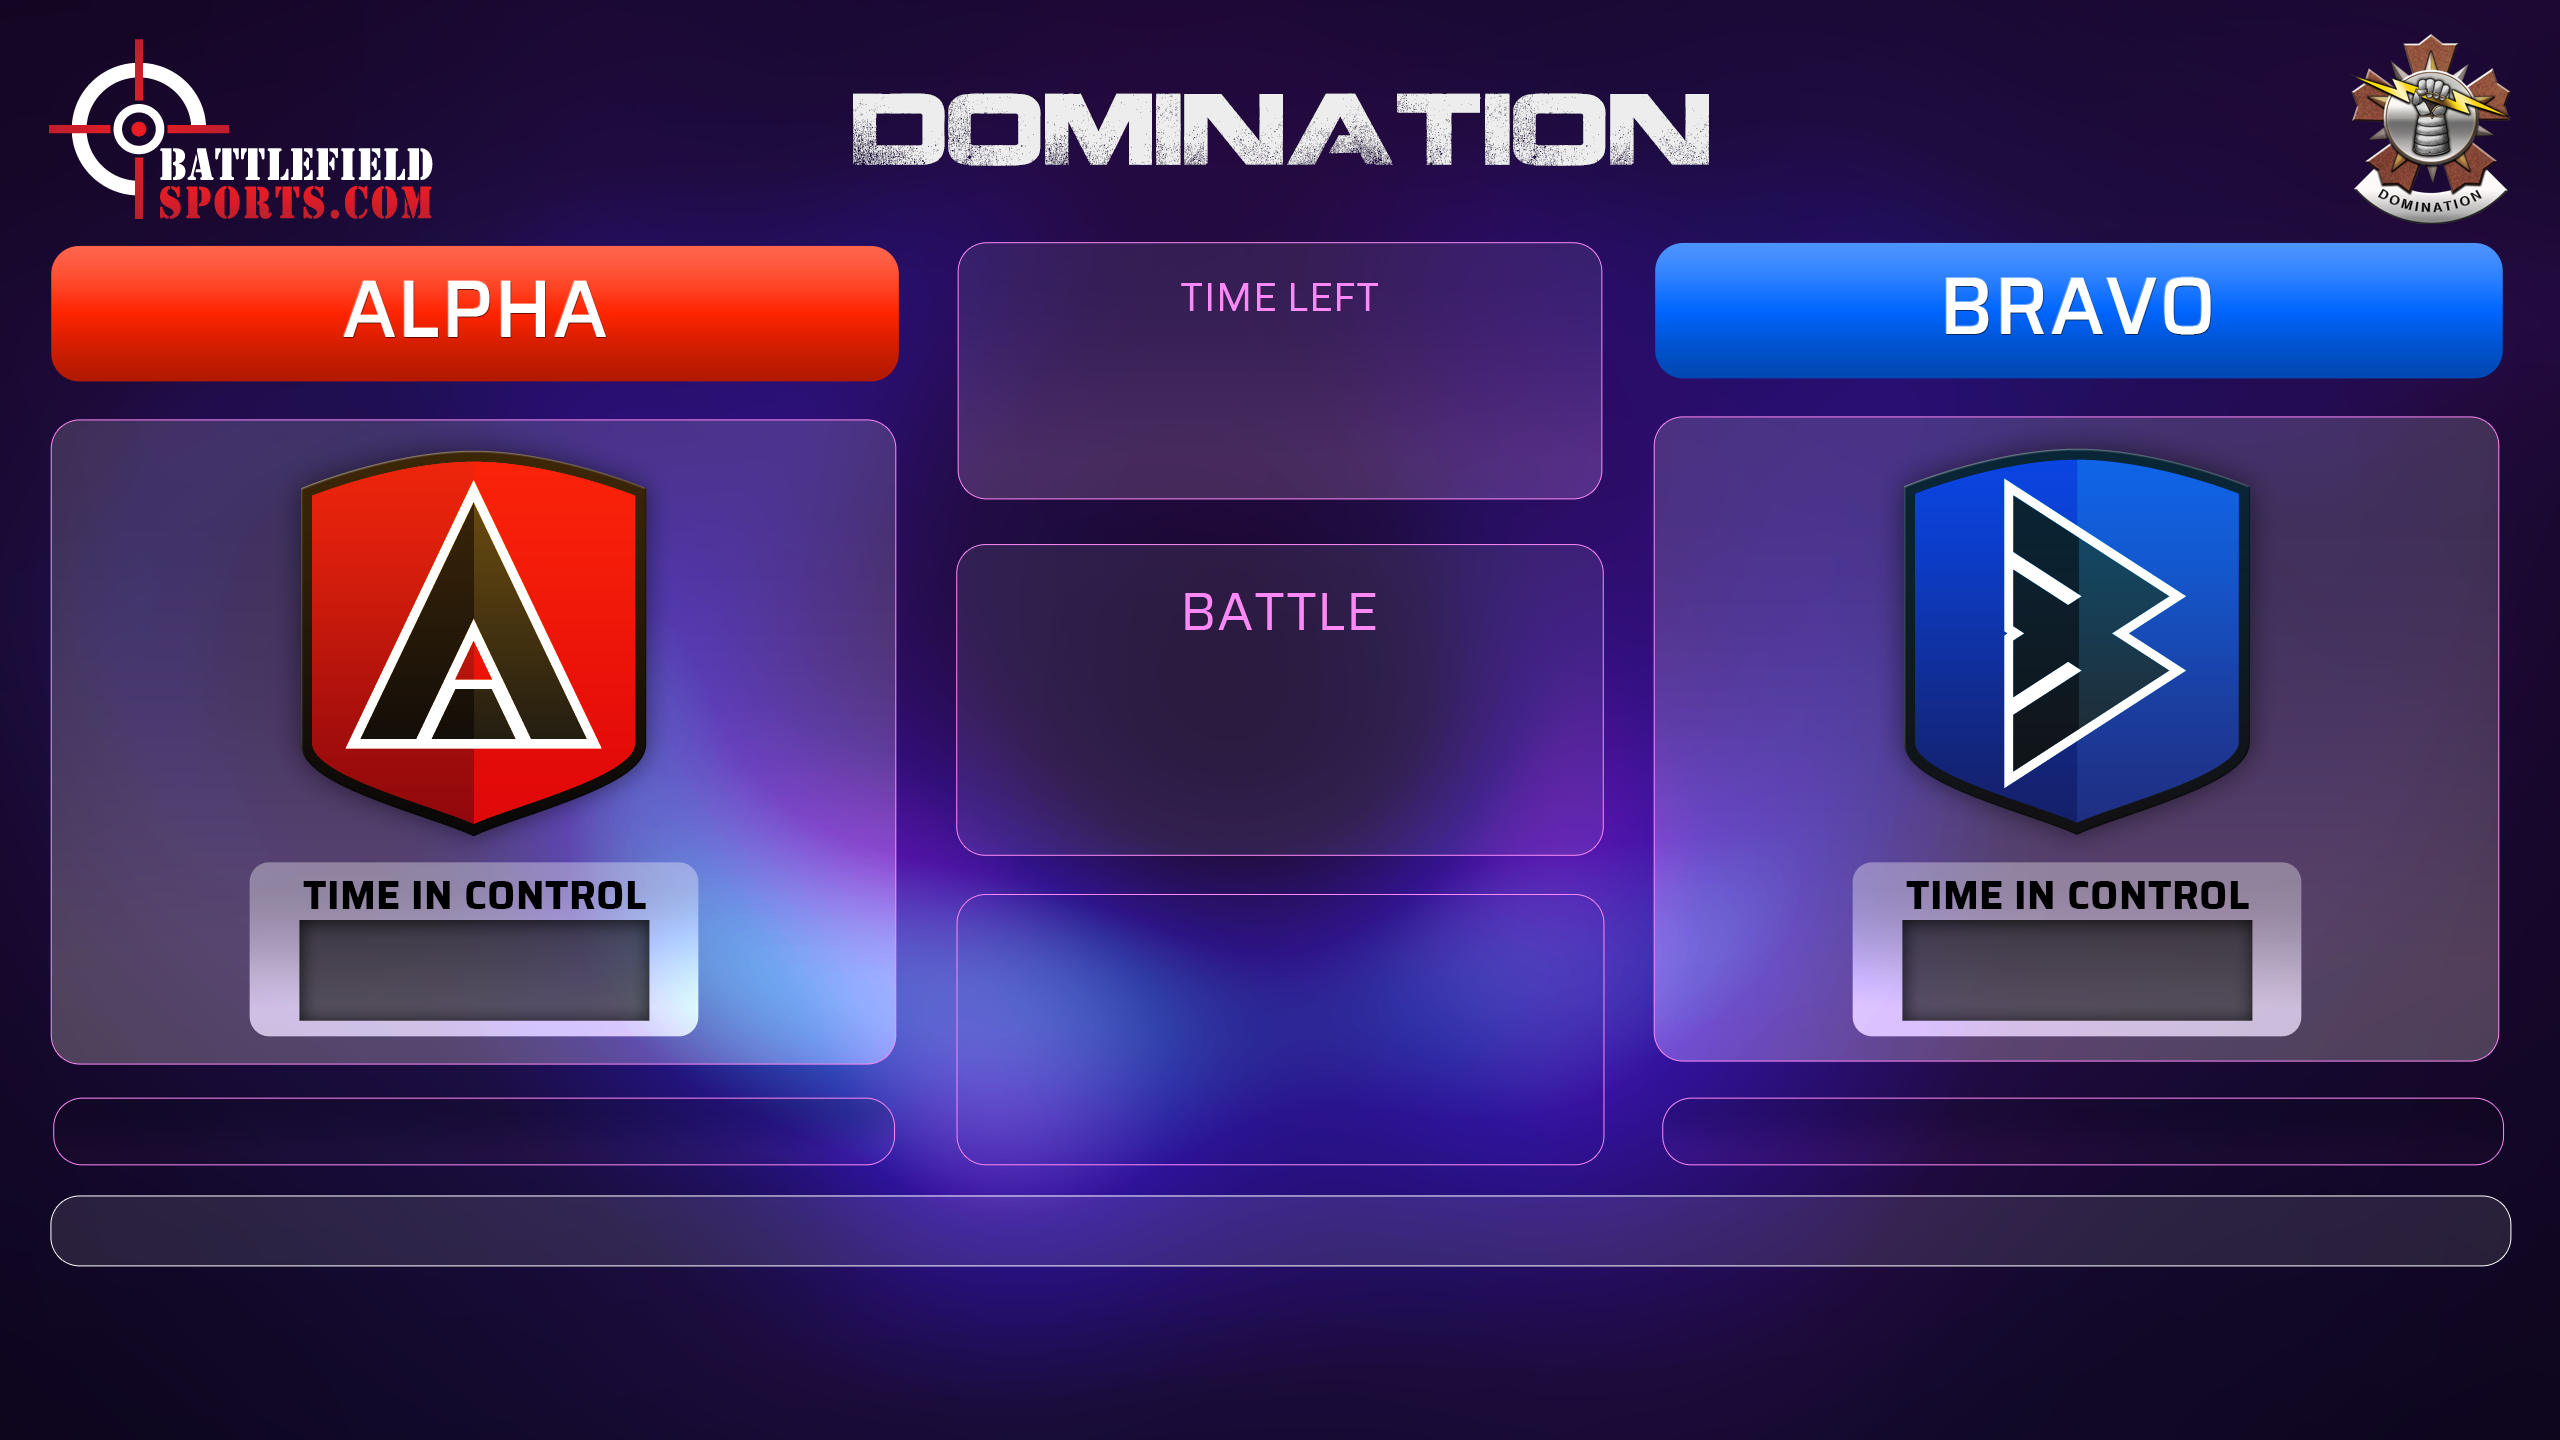 BATTLEFIELD
SPORTS.COM
DOMINATION
DOMINATION
ALPHA
TIME LEFT
BRAVO
BATTLE
TIME IN CONTROL
TIME IN CONTROL